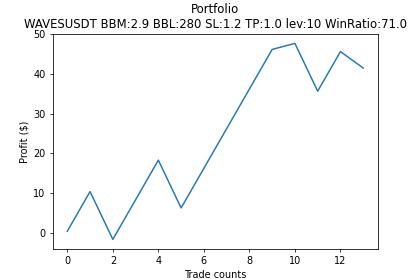 Portfolio
WAVESUSDT BBM:2.9 BBL:280 SL:1.2 TP:1.0 lev:10 WinRatio:71.0
50
40
30
20
10
0
Profit ($)
0 2 4 6 8 10 12
Trade counts